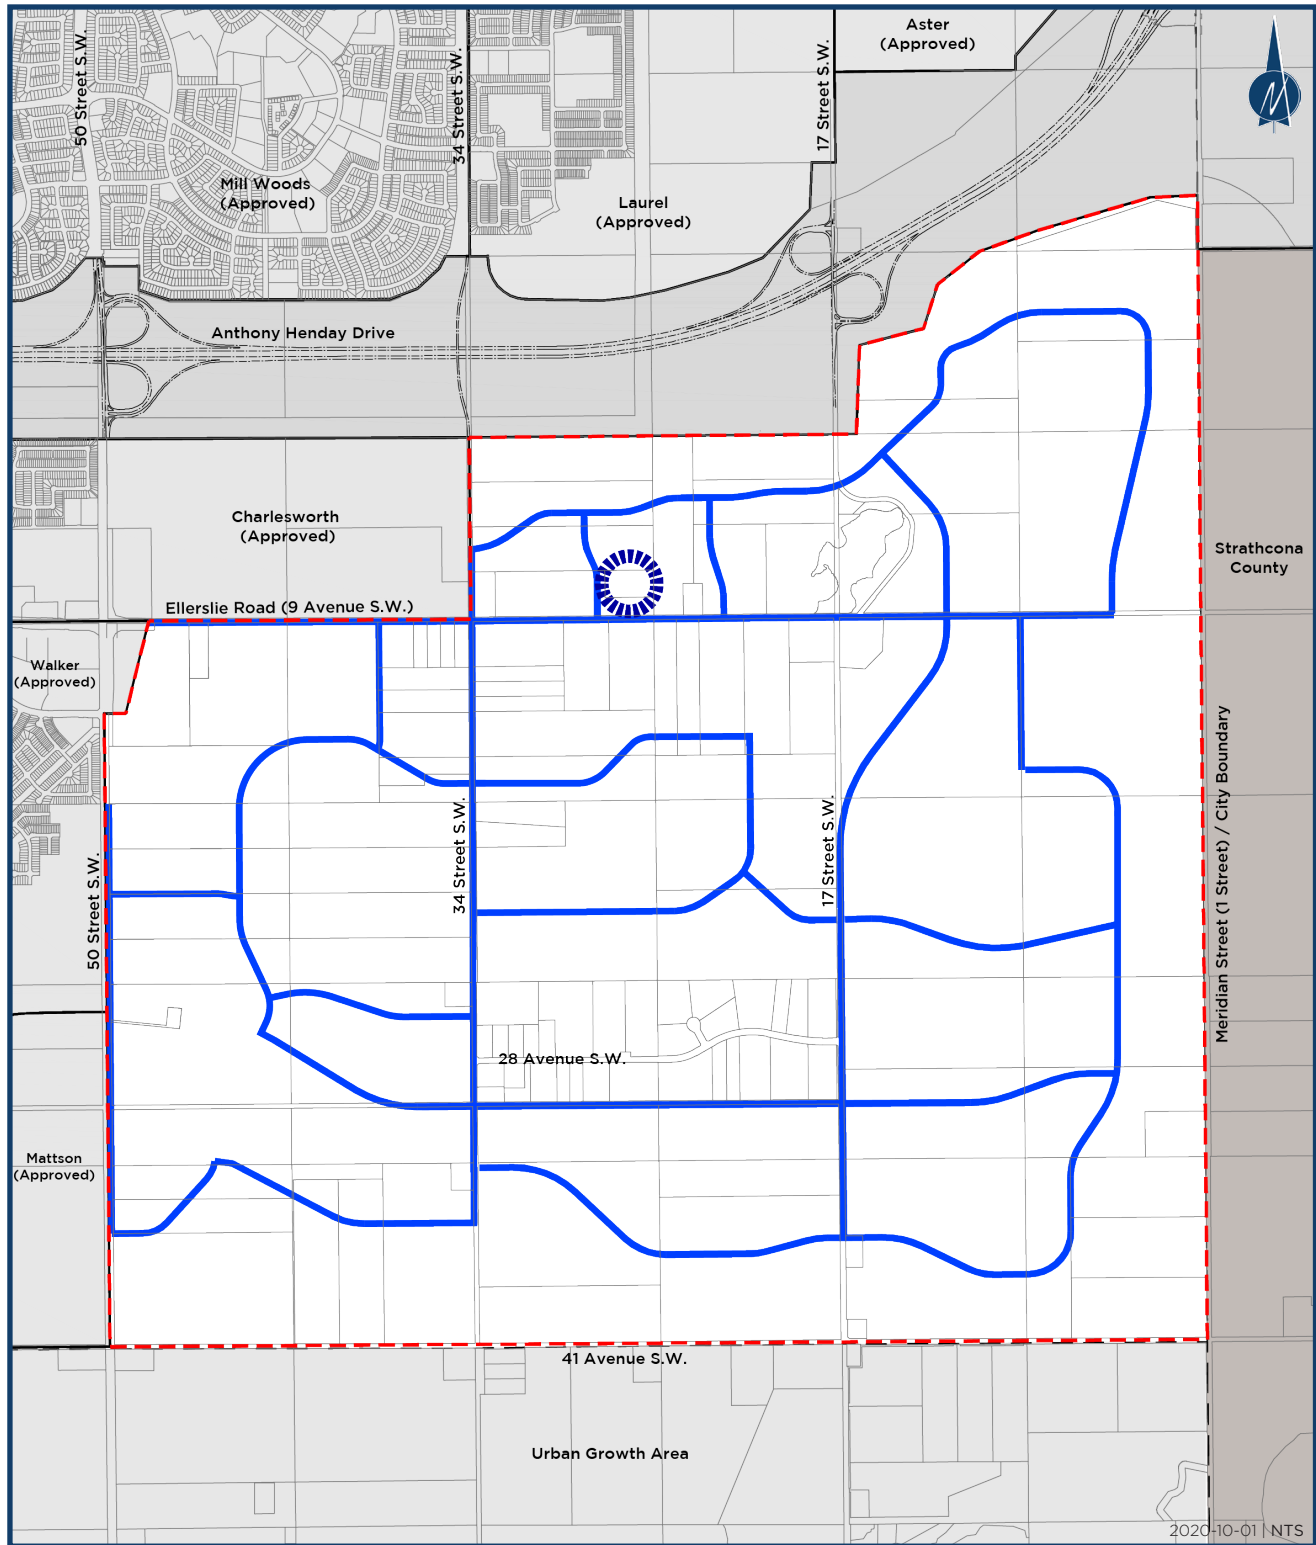 Aster
(Approved)
50 Street S.W.
34 Street S.W.
17 Street S.W.
N
Mill Woods
(Approved)
Laurel
(Approved)
Anthony Henday Drive
Charlesworth
(Approved)
Strathcona
County
Ellerslie Road (9 Avenue S.W.)
Walker
(Approved)
50 Street S.W.
34 Street S.W.
17 Street S.W.
Meridian Street (1 Street) / City Boundary
28 Avenue S.W.
Mattson
(Approved)
41 Avenue S.W.
Urban Growth Area
2020-10-01 | NTS